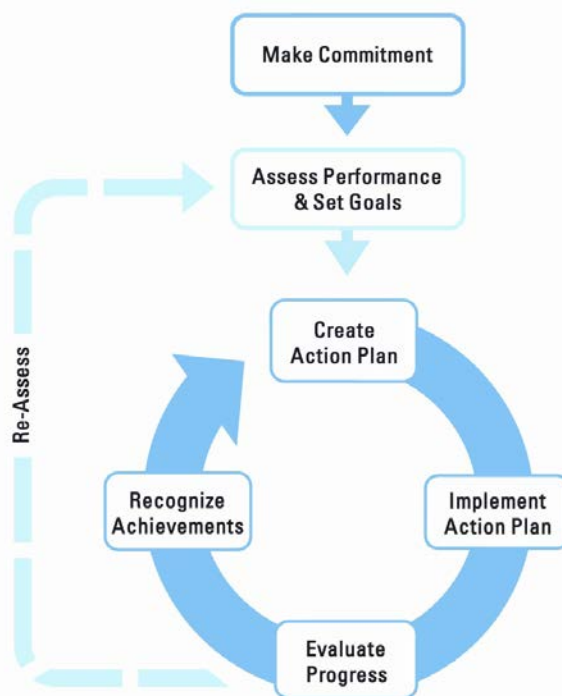 Make Commitment
Assess Performance
& Set Goals
Create
Action Plan
Re-Assess
Recognize
Achievements
Implement
Action Plan
Evaluate
Progress